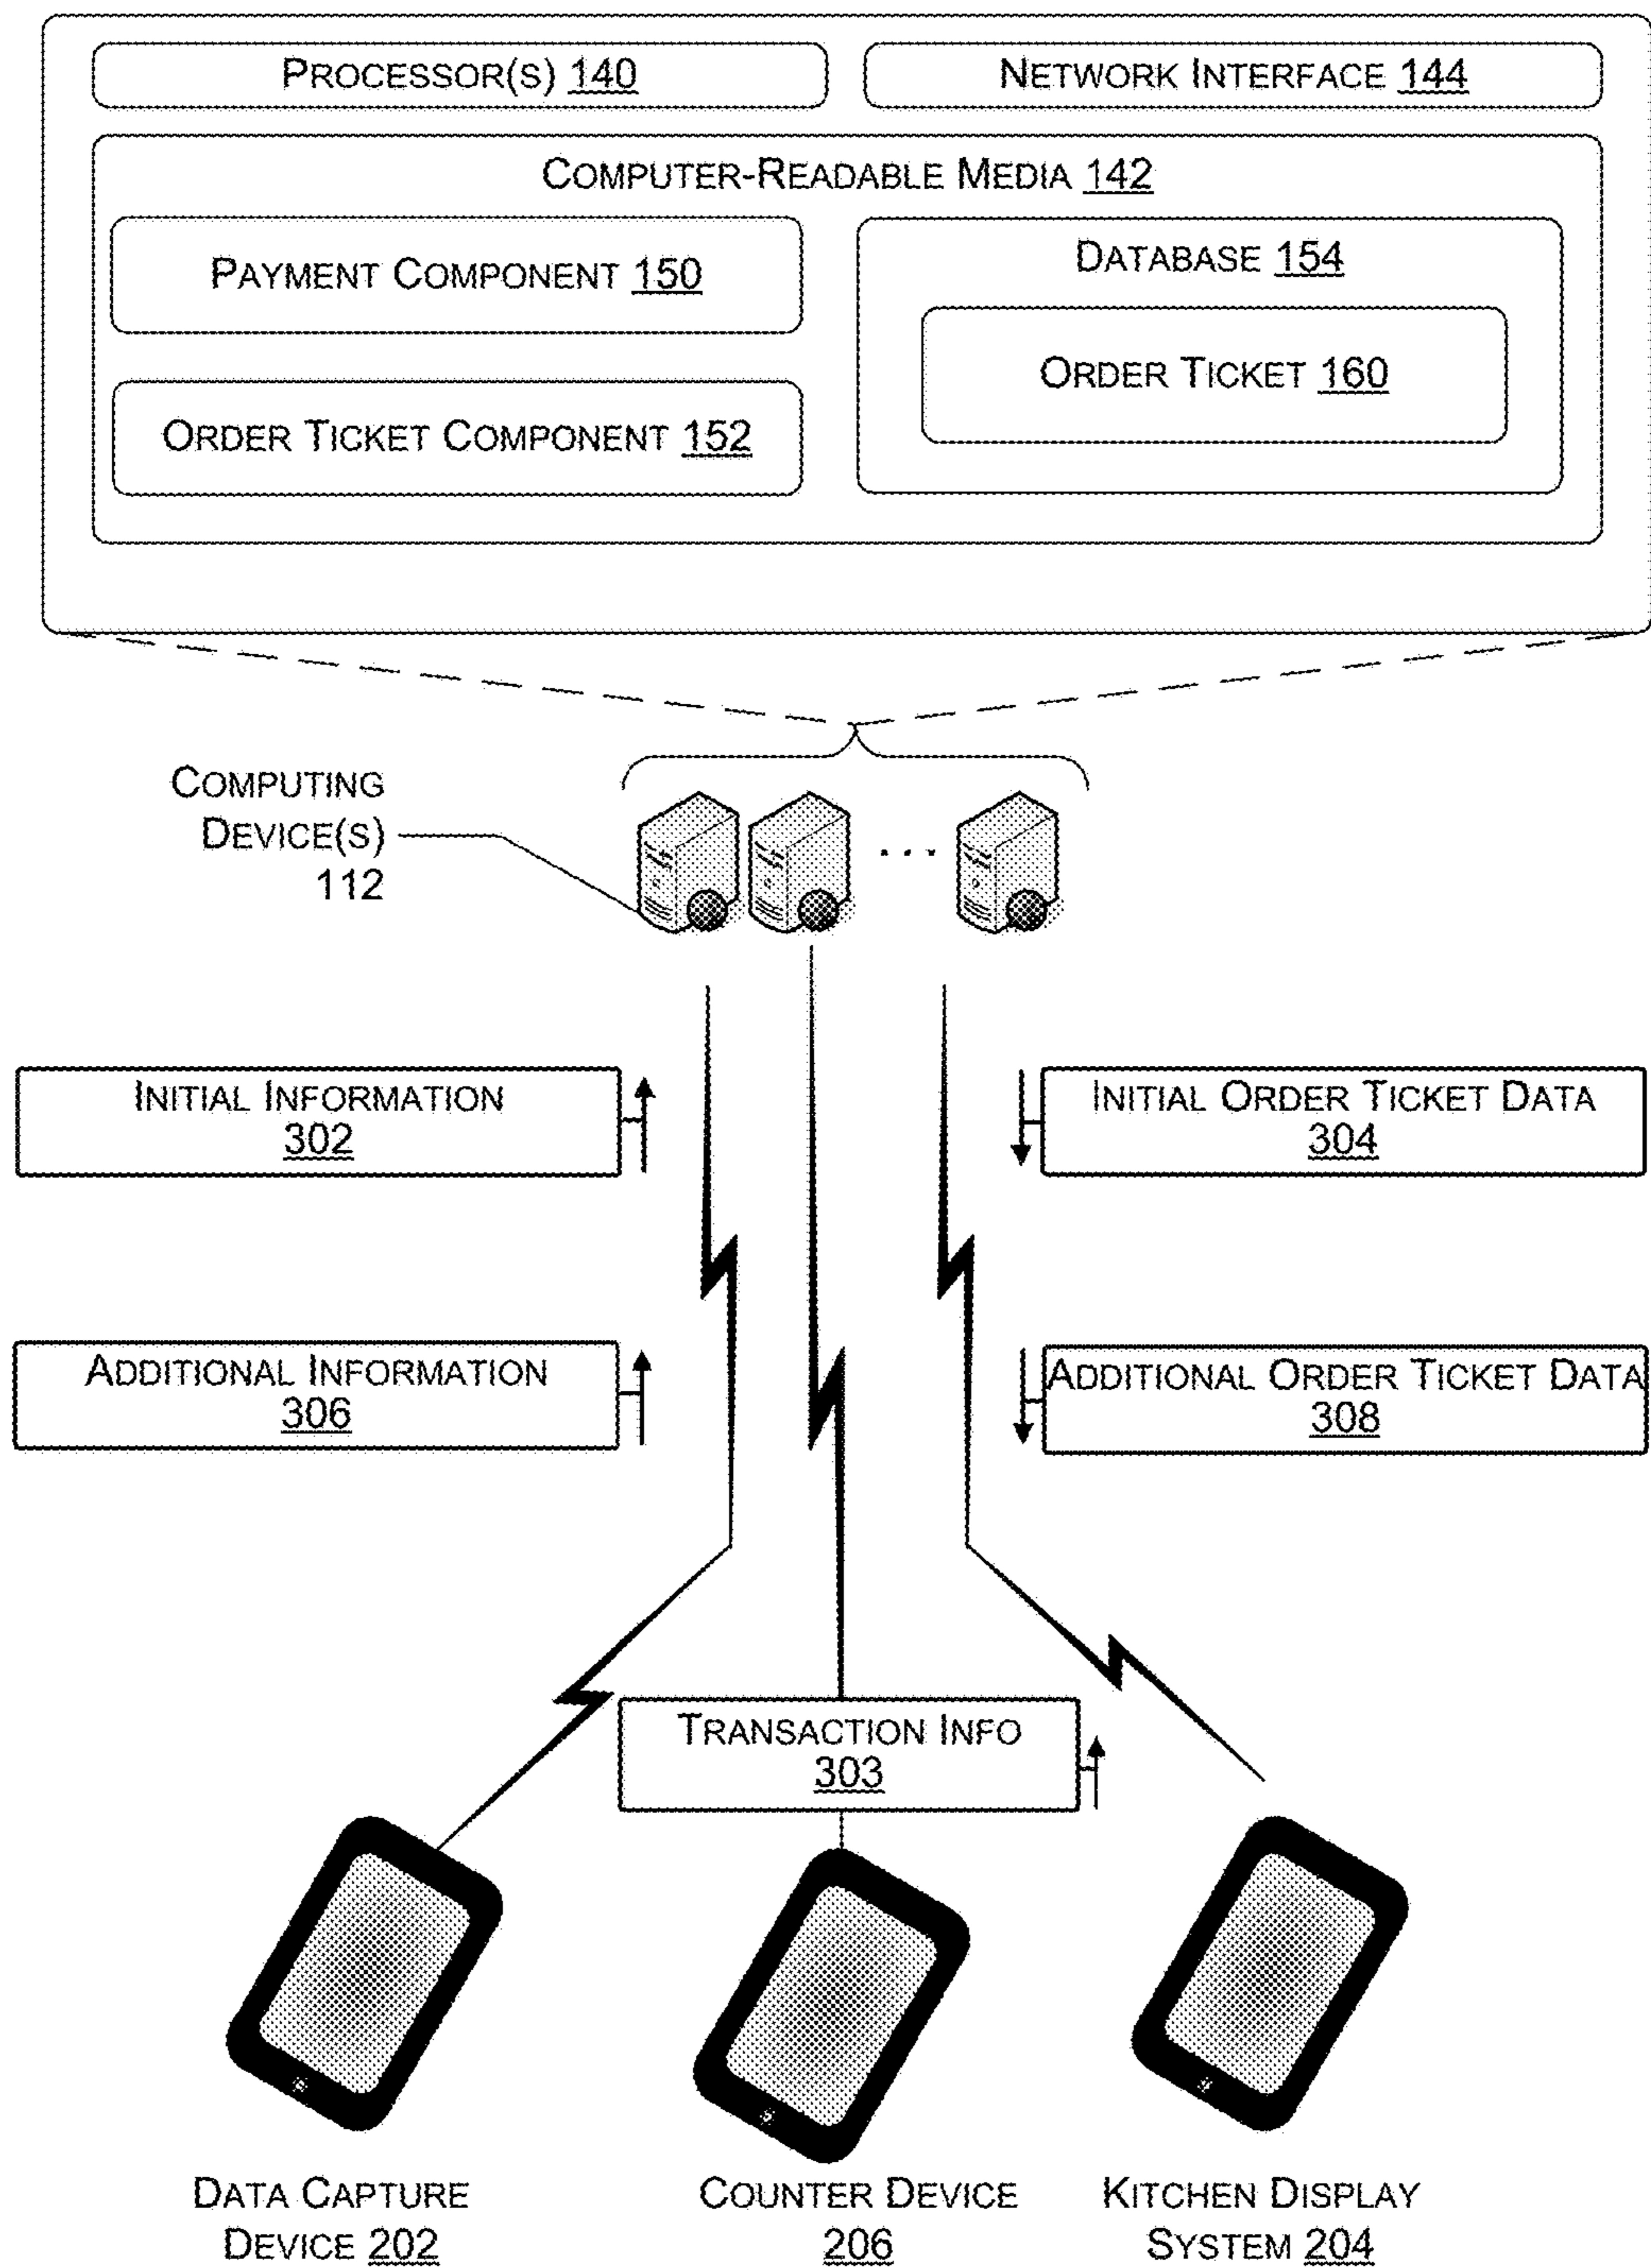 PROCESSOR(S) 140
NETWORK INTERFACE 144
COMPUTER-READABLE MEDIA 142
PAYMENT COMPONENT 150
DATABASE 154
ORDER TICKET 160
ORDER TICKET COMPONENT 152
COMPUTING
DEVICE(S)
112
...
INITIAL INFORMATION
302
INITIAL ORDER TICKET DATA
304
ADDITIONAL INFORMATION
306
ADDITIONAL ORDER TICKET DATA
308
TRANSACTION INFO
303
DATA CAPTURE
DEVICE 202
COUNTER DEVICE
206
KITCHEN DISPLAY
SYSTEM 204